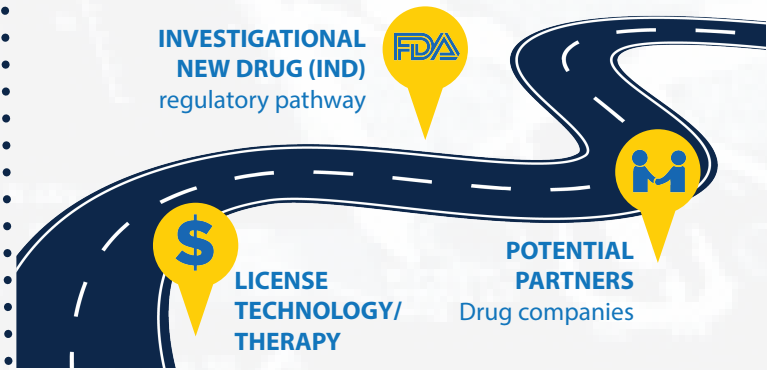 INVESTIGATIONAL
NEW DRUG (IND)
regulatory pathway
FDA
$
LICENSE
TECHNOLOGY/
THERAPY
POTENTIAL
PARTNERS
Drug companies